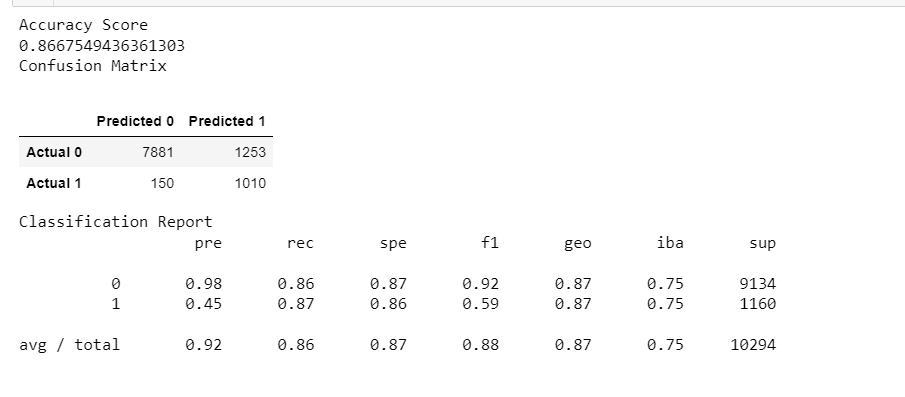 Accuracy Score
0.8667549436361303
Confusion Matrix
Predicted 0 Predicted 1
Actual 0 7881 1253
Actual 1 150 1010
Classification Report
pre rec spe f1 geo iba sup
0 0.98 0.86 0.87 0.92 0.87 0.75 9134
1 0.45 0.87 0.86 0.59 0.87 0.75 1160
avg / total 0.92 0.86 0.87 0.88 0.87 0.75 10294